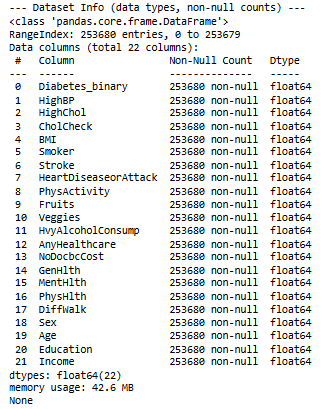 --- Dataset Info (data types, non-null counts) ---
<class 'pandas.core.frame.DataFrame'>
RangeIndex: 253680 entries, 0 to 253679
Data columns (total 22 columns):
 #   Column                Non-Null Count   Dtype
---  ------                --------------   -----
 0   Diabetes_binary       253680 non-null  float64
 1   HighBP                253680 non-null  float64
 2   HighChol              253680 non-null  float64
 3   CholCheck             253680 non-null  float64
 4   BMI                   253680 non-null  float64
 5   Smoker                253680 non-null  float64
 6   Stroke                253680 non-null  float64
 7   HeartDiseaseorAttack  253680 non-null  float64
 8   PhysActivity          253680 non-null  float64
 9   Fruits                253680 non-null  float64
 10  Veggies               253680 non-null  float64
 11  HvyAlcoholConsump     253680 non-null  float64
 12  AnyHealthcare         253680 non-null  float64
 13  NoDocbcCost           253680 non-null  float64
 14  GenHlth               253680 non-null  float64
 15  MentHlth              253680 non-null  float64
 16  PhysHlth              253680 non-null  float64
 17  DiffWalk              253680 non-null  float64
 18  Sex                   253680 non-null  float64
 19  Age                   253680 non-null  float64
 20  Education             253680 non-null  float64
 21  Income                253680 non-null  float64
dtypes: float64(22)
memory usage: 42.6 MB
None